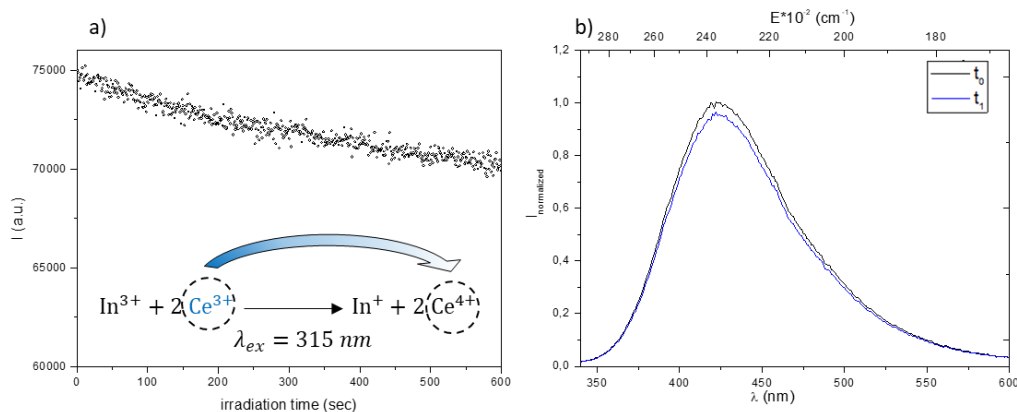 a)
75000
70000
65000
60000
I (a.u.)
0 100 200 300 400 500 600
irradiation time (sec)
In³⁺ + 2 Ce³⁺ In⁺ + 2 Ce⁴⁺
λₑₓ = 315 nm
b)
E*10⁻² (cm⁻¹)
280 260 240 220 200 180
1,2
1,0
0,8
0,6
0,4
0,2
0,0
I normalized
400 450 500 550 600
λ (nm)
t₀
t₁